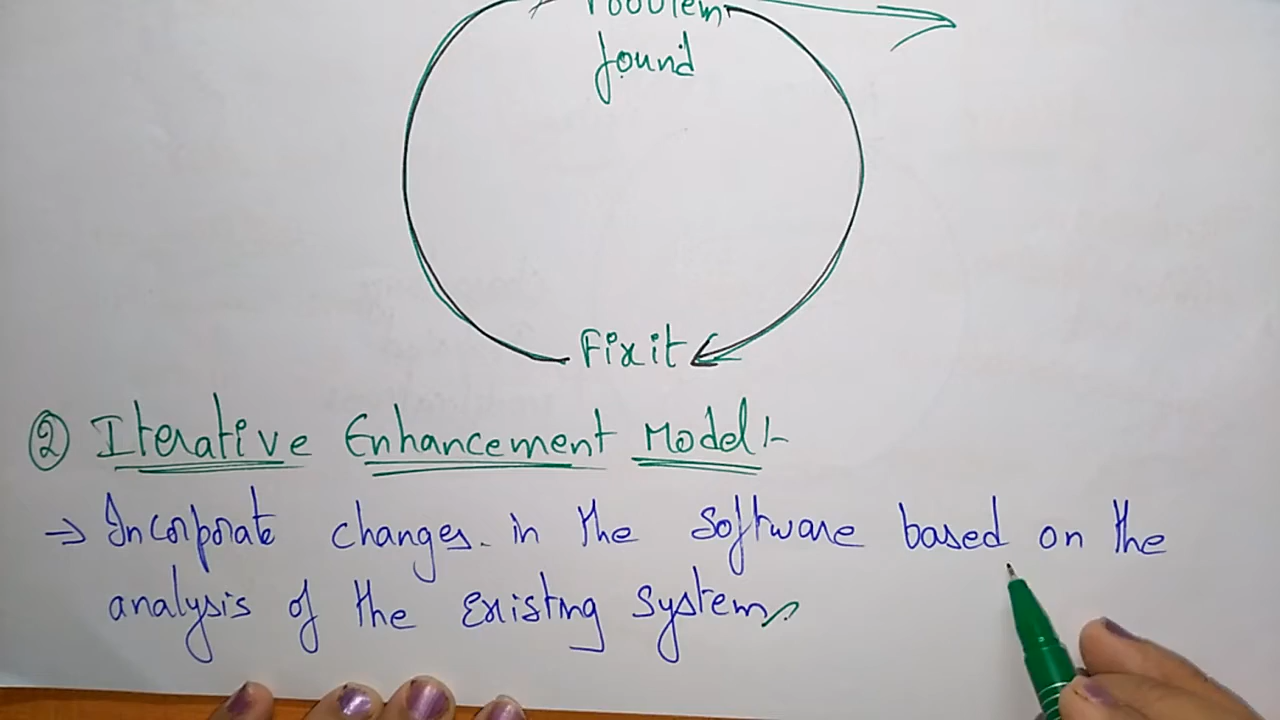 Problem
found
Fix it
② Iterative Enhancement Model :-
→ Incorporate changes in the software based on the
analysis of the Existing System.